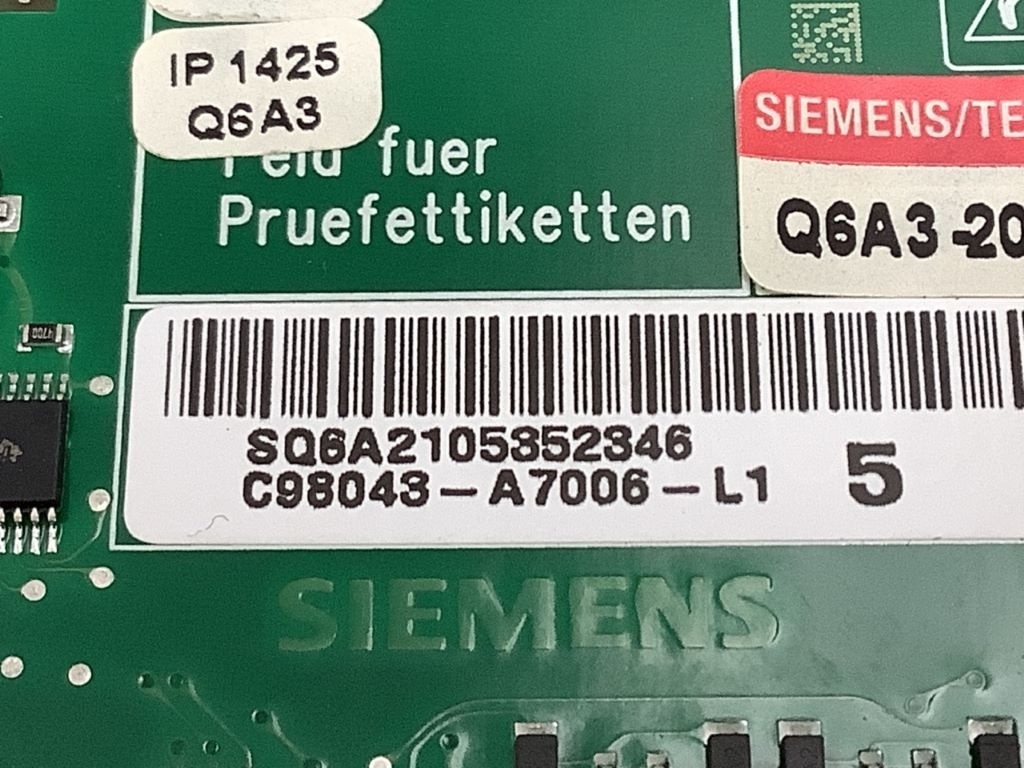 IP 1425
Q6A3
Feld fuer
Pruefettiketten
SIEMENS/TE
Q6A3-20
SQ6A2105352346
C98043-A7006-L1 5
SIEMENS